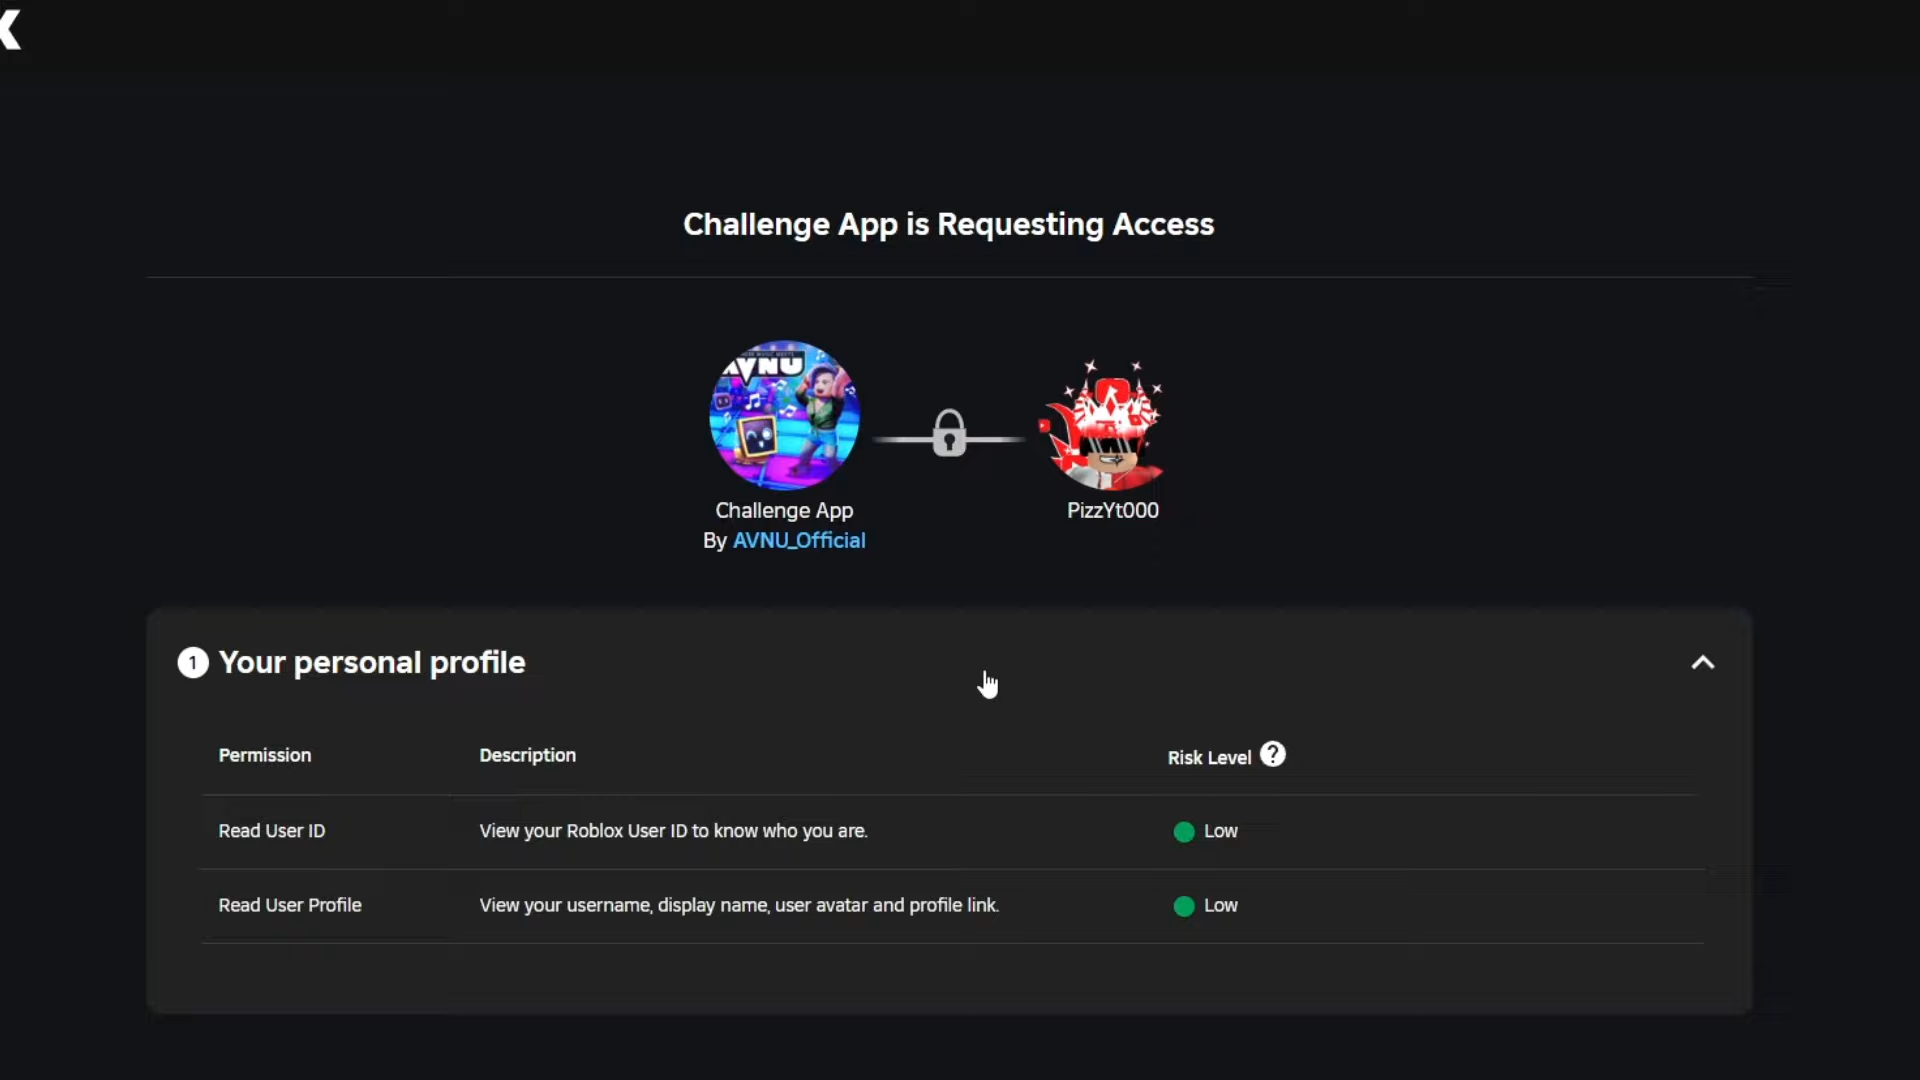 Challenge App is Requesting Access
AVNU
Challenge App
By AVNU_Official
PizzYt000
1 Your personal profile
Permission Description Risk Level ?
Read User ID View your Roblox User ID to know who you are. Low
Read User Profile View your username, display name, user avatar and profile link. Low